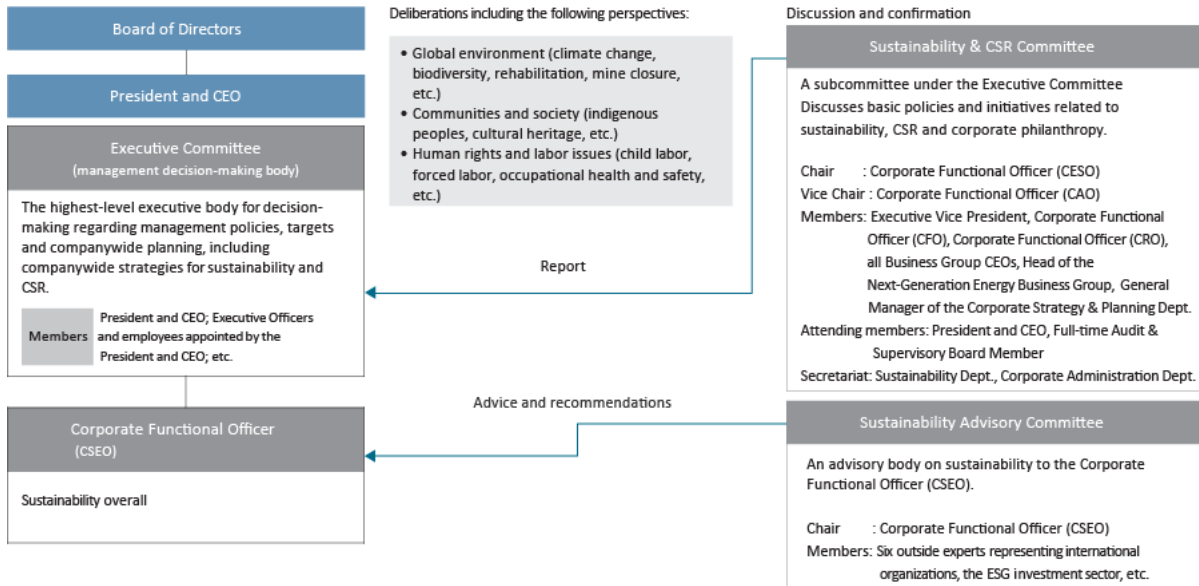 Board of Directors
President and CEO
Executive Committee
(management decision-making body)
The highest-level executive body for decision-
making regarding management policies, targets
and companywide planning, including
companywide strategies for sustainability and
CSR.
Members
President and CEO; Executive Officers
and employees appointed by the
President and CEO; etc.
Corporate Functional Officer
(CSEO)
Sustainability overall
Deliberations including the following perspectives:
• Global environment (climate change,
biodiversity, rehabilitation, mine closure,
etc.)
• Communities and society (indigenous
peoples, cultural heritage, etc.)
• Human rights and labor issues (child labor,
forced labor, occupational health and safety,
etc.)
Report
Advice and recommendations
Discussion and confirmation
Sustainability & CSR Committee
A subcommittee under the Executive Committee
Discusses basic policies and initiatives related to
sustainability, CSR and corporate philanthropy.
Chair : Corporate Functional Officer (CESO)
Vice Chair : Corporate Functional Officer (CAO)
Members: Executive Vice President, Corporate Functional
Officer (CFO), Corporate Functional Officer (CRO),
all Business Group CEOs, Head of the
Next-Generation Energy Business Group, General
Manager of the Corporate Strategy & Planning Dept.
Attending members: President and CEO, Full-time Audit &
Supervisory Board Member
Secretariat: Sustainability Dept., Corporate Administration Dept.
Sustainability Advisory Committee
An advisory body on sustainability to the Corporate
Functional Officer (CSEO).
Chair : Corporate Functional Officer (CSEO)
Members: Six outside experts representing international
organizations, the ESG investment sector, etc.